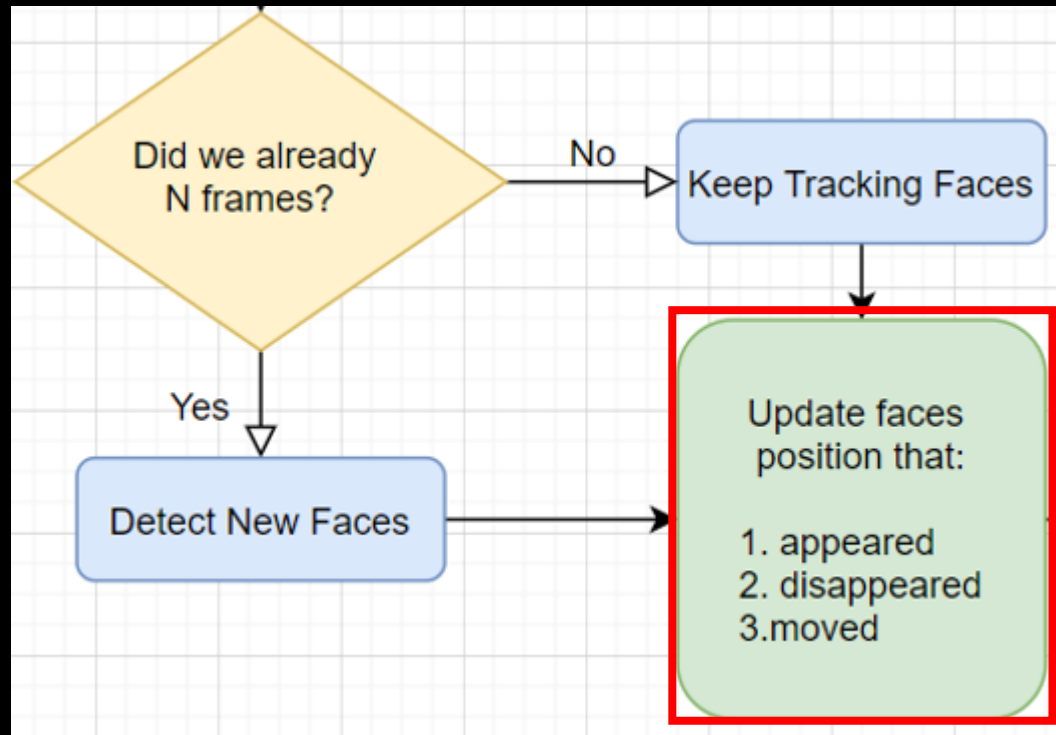 Did we already
N frames?
No
Keep Tracking Faces
Yes
Detect New Faces
Update faces
position that:
1. appeared
2. disappeared
3.moved